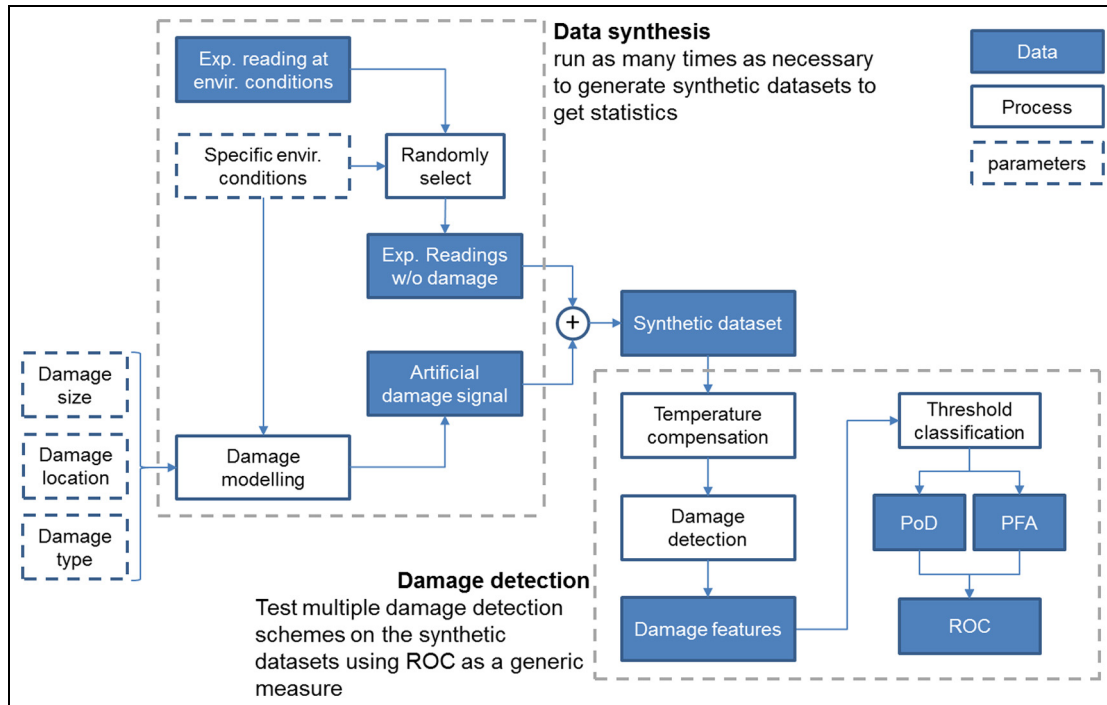 Data synthesis
run as many times as necessary
to generate synthetic datasets to
get statistics
Data
Process
parameters
Exp. reading at
envir. conditions
Specific envir.
conditions
Randomly
select
Exp. Readings
w/o damage
+
Synthetic dataset
Artificial
damage signal
Damage
size
Damage
location
Damage
type
Damage
modelling
Temperature
compensation
Damage
detection
Damage features
Threshold
classification
PoD
PFA
ROC
Damage detection
Test multiple damage detection
schemes on the synthetic
datasets using ROC as a generic
measure